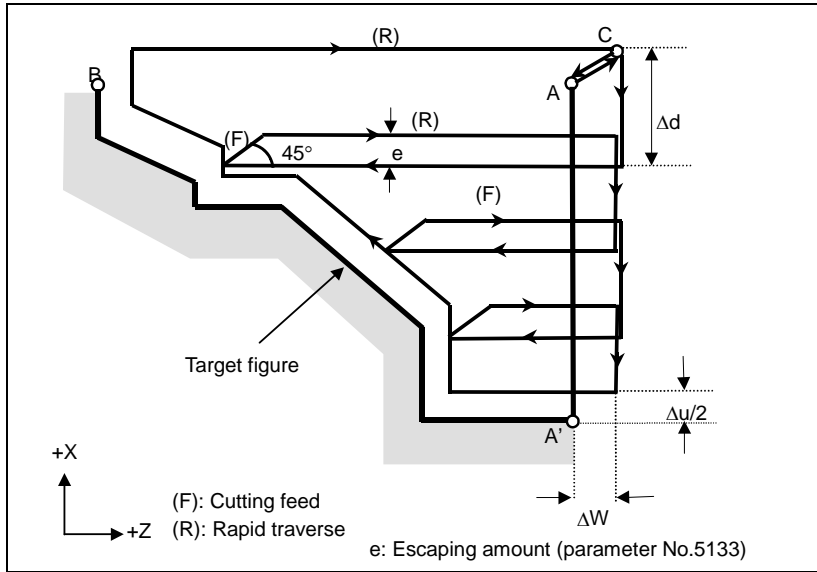 (R)
C
B
A
Δd
(F)
(R)
45°
e
(F)
Target figure
Δu/2
A'
+X
(F): Cutting feed
ΔW
+Z
(R): Rapid traverse
e: Escaping amount (parameter No.5133)